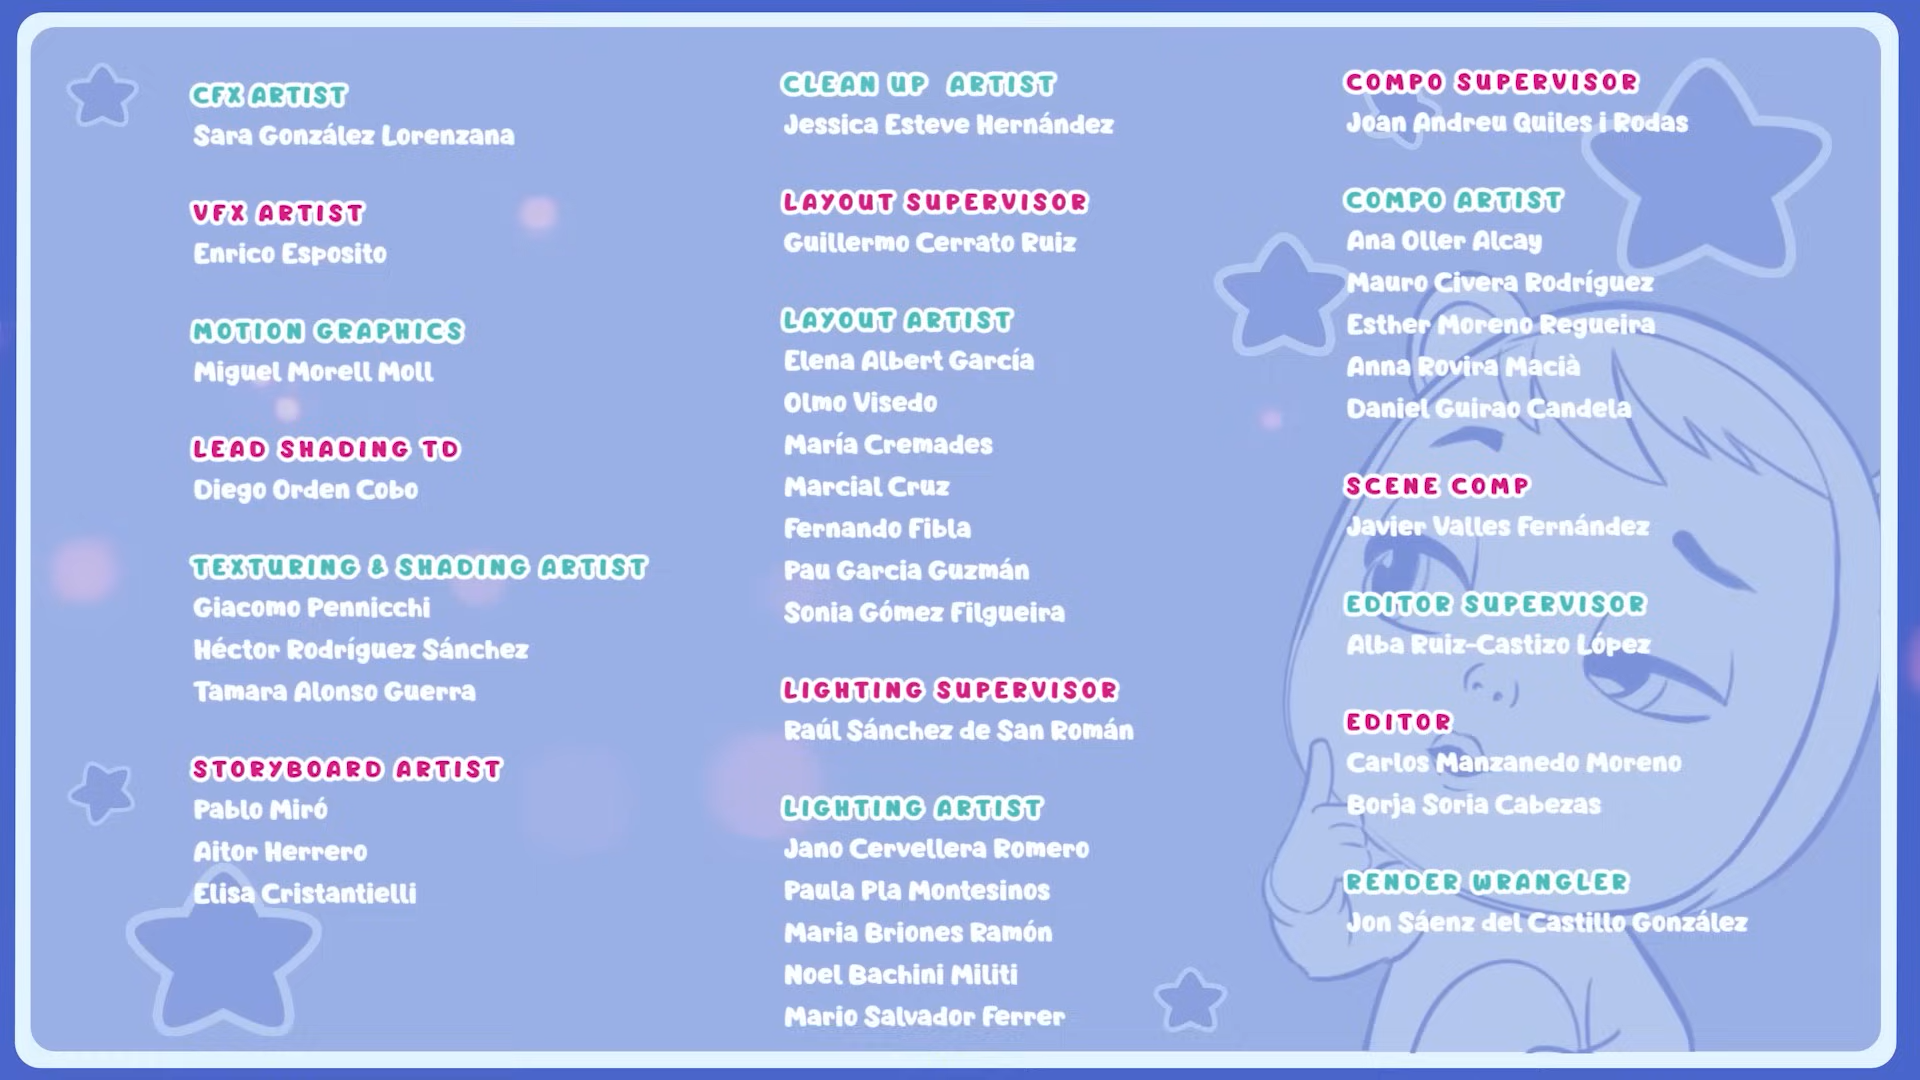 CFX ARTIST
Sara González Lorenzana
VFX ARTIST
Enrico Esposito
MOTION GRAPHICS
Miguel Morell Moll
LEAD SHADING TD
Diego Orden Cobo
TEXTURING & SHADING ARTIST
Giacomo Pennicchi
Héctor Rodríguez Sánchez
Tamara Alonso Guerra
STORYBOARD ARTIST
Pablo Miró
Aitor Herrero
Elisa Cristantielli
CLEAN UP ARTIST
Jessica Esteve Hernández
LAYOUT SUPERVISOR
Guillermo Cerrato Ruiz
LAYOUT ARTIST
Elena Albert García
Olmo Visedo
María Cremades
Marcial Cruz
Fernando Fibla
Pau Garcia Guzmán
Sonia Gómez Filgueira
LIGHTING SUPERVISOR
Raúl Sánchez de San Román
LIGHTING ARTIST
Jano Cervellera Romero
Paula Pla Montesinos
Maria Briones Ramón
Noel Bachini Militi
Mario Salvador Ferrer
COMPO SUPERVISOR
Joan Andreu Quiles i Rodas
COMPO ARTIST
Ana Oller Alcay
Mauro Civera Rodríguez
Esther Moreno Regueira
Anna Rovira Macià
Daniel Guirao Candela
SCENE COMP
Javier Valles Fernández
EDITOR SUPERVISOR
Alba Ruiz-Castizo López
EDITOR
Carlos Manzanedo Moreno
Borja Soria Cabezas
RENDER WRANGLER
Jon Sáenz del Castillo González